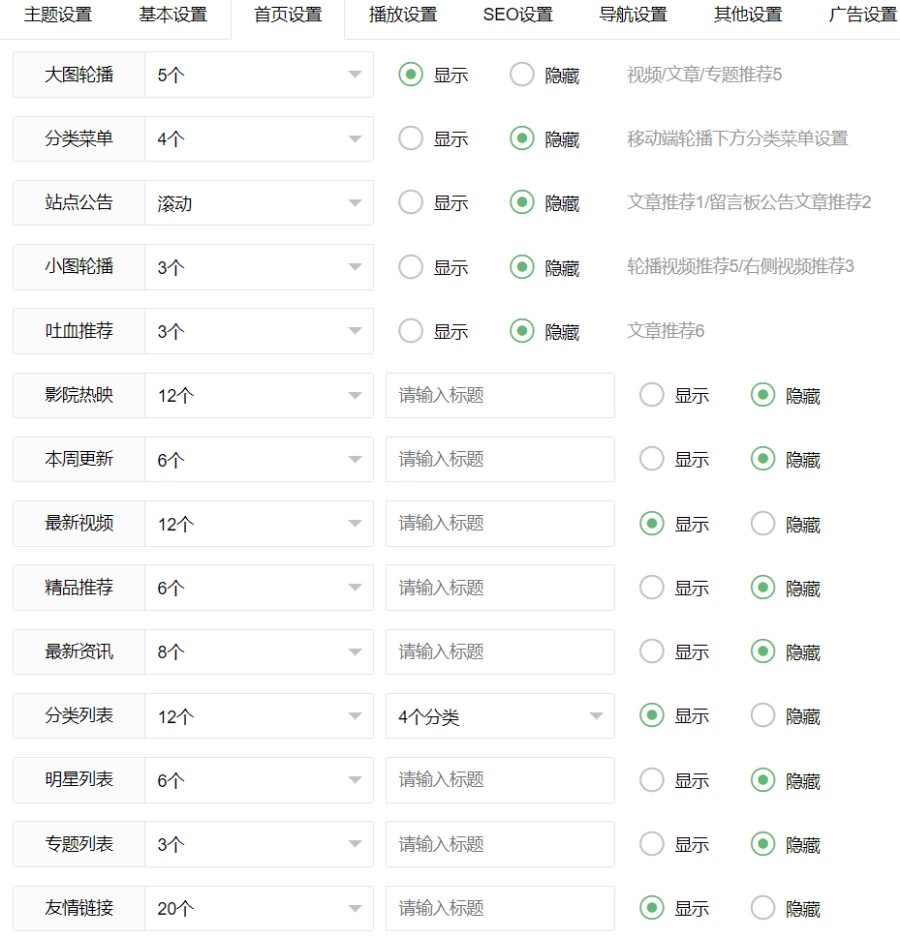 主题设置 基本设置 首页设置 播放设置 SEO设置 导航设置 其他设置 广告设置
大图轮播 5个 显示 隐藏 视频/文章/专题推荐5
分类菜单 4个 显示 隐藏 移动端轮播下方分类菜单设置
站点公告 滚动 显示 隐藏 文章推荐1/留言板公告文章推荐2
小图轮播 3个 显示 隐藏 轮播视频推荐5/右侧视频推荐3
吐血推荐 3个 显示 隐藏 文章推荐6
影院热映 12个 请输入标题 显示 隐藏
本周更新 6个 请输入标题 显示 隐藏
最新视频 12个 请输入标题 显示 隐藏
精品推荐 6个 请输入标题 显示 隐藏
最新资讯 8个 请输入标题 显示 隐藏
分类列表 12个 4个分类 显示 隐藏
明星列表 6个 请输入标题 显示 隐藏
专题列表 3个 请输入标题 显示 隐藏
友情链接 20个 请输入标题 显示 隐藏